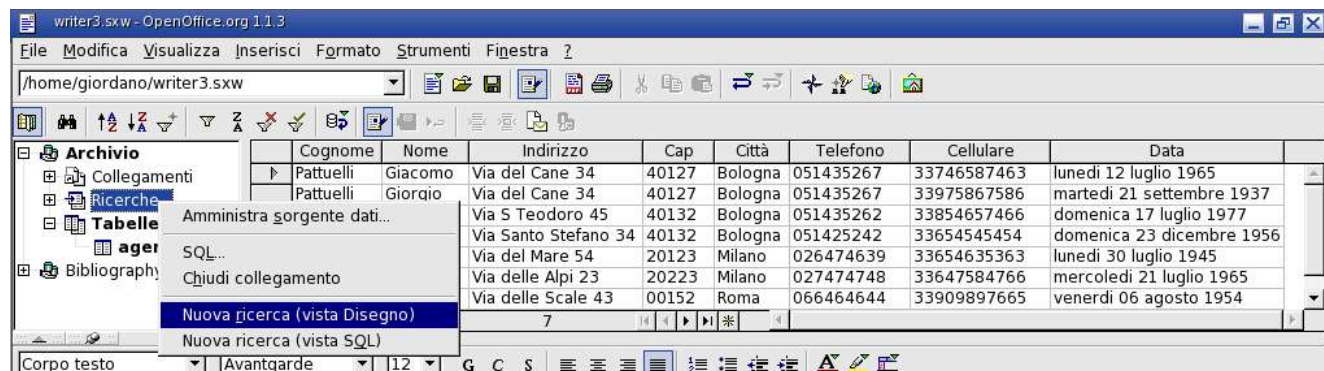 writer3.sxw - OpenOffice.org 1.1.3
File Modifica Visualizza Inserisci Formato Strumenti Finestra ?
/home/giordano/writer3.sxw
Archivio
Collegamenti
Ricerche
Tabelle
Bibliography
Amministra sorgente dati...
SQL...
Chiudi collegamento
Nuova ricerca (vista Disegno)
Nuova ricerca (vista SQL)
Cognome Nome Indirizzo Cap Città Telefono Cellulare Data
Pattuelli Giacomo Via del Cane 34 40127 Bologna 051435267 33746587463 lunedi 12 luglio 1965
Pattuelli Giorgio Via del Cane 34 40127 Bologna 051435267 33975867586 martedi 21 settembre 1937
Via S Teodoro 45 40132 Bologna 051435262 33854657466 domenica 17 luglio 1977
Via Santo Stefano 34 40132 Bologna 051425242 33654545454 domenica 23 dicembre 1956
Via del Mare 54 20123 Milano 026474639 33654635363 lunedi 30 luglio 1945
Via delle Alpi 23 20223 Milano 027474748 33647584766 mercoledi 21 luglio 1965
Via delle Scale 43 00152 Roma 066464644 33909897665 venerdi 06 agosto 1954
7
Corpo testo Avantgarde 12 G C S